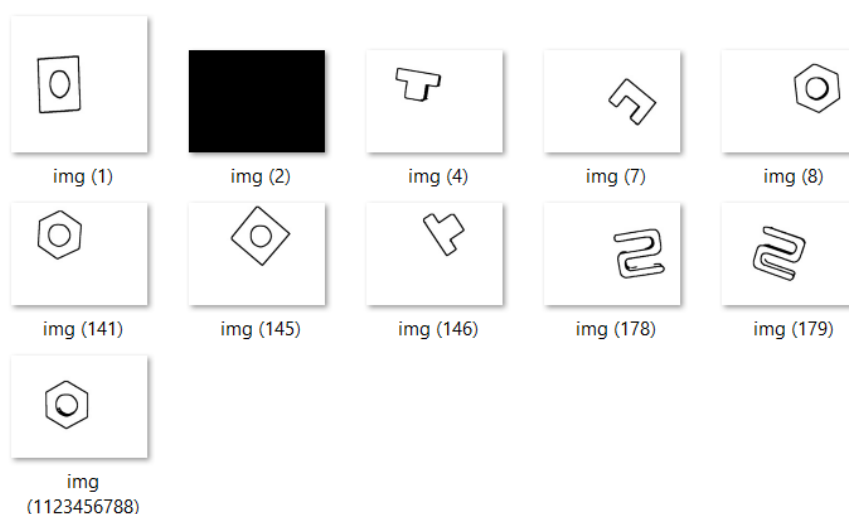 img (1)
img (2)
img (4)
img (7)
img (8)
img (141)
img (145)
img (146)
img (178)
img (179)
img
(1123456788)